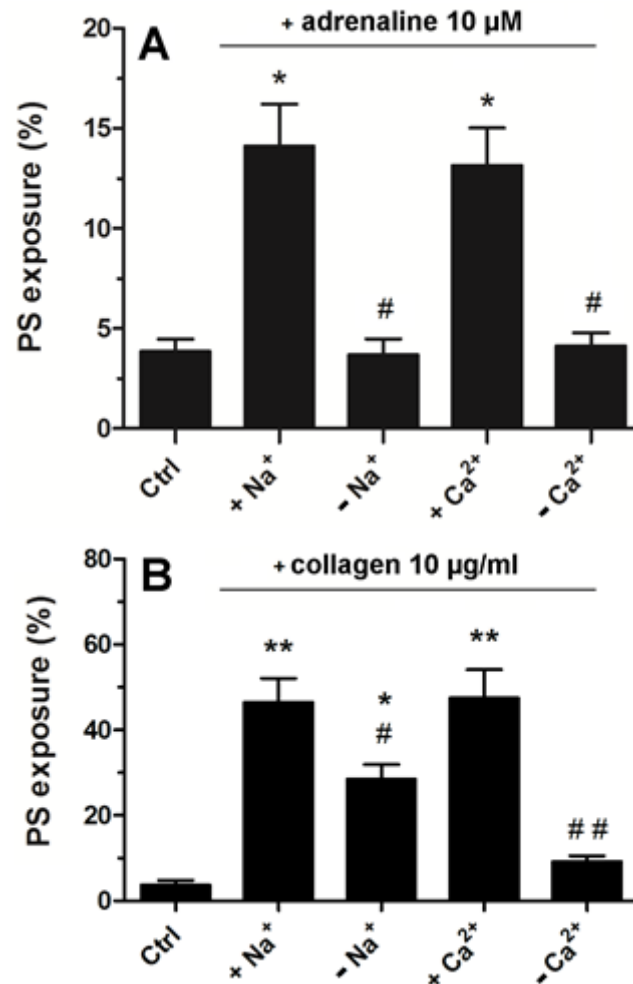 A
+ adrenaline 10 µM
PS exposure (%)
20
15
10
5
0
*
*
#
#
Ctrl
+ Na⁺
- Na⁺
+ Ca²⁺
- Ca²⁺
B
+ collagen 10 µg/ml
PS exposure (%)
80
60
40
20
0
**
*
#
**
# #
Ctrl
+ Na⁺
- Na⁺
+ Ca²⁺
- Ca²⁺